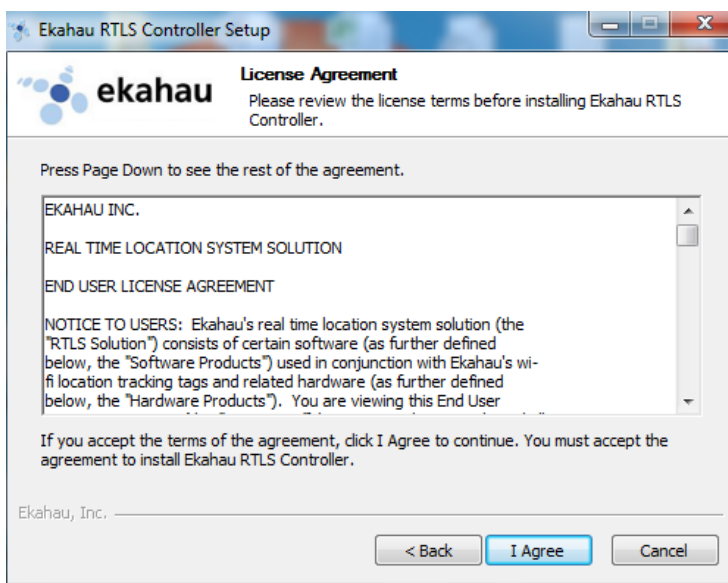 Ekahau RTLS Controller Setup
ekahau
License Agreement
Please review the license terms before installing Ekahau RTLS
Controller.
Press Page Down to see the rest of the agreement.
EKAHAU INC.
REAL TIME LOCATION SYSTEM SOLUTION
END USER LICENSE AGREEMENT
NOTICE TO USERS:  Ekahau's real time location system solution (the
"RTLS Solution") consists of certain software (as further defined
below, the "Software Products") used in conjunction with Ekahau's wi-
fi location tracking tags and related hardware (as further defined
below, the "Hardware Products").  You are viewing this End User
If you accept the terms of the agreement, click I Agree to continue. You must accept the
agreement to install Ekahau RTLS Controller.
Ekahau, Inc.
< Back
I Agree
Cancel